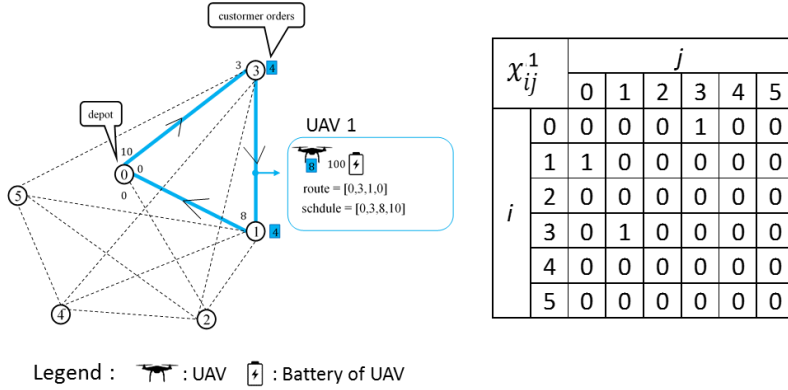 custormer orders
3
3
4
depot
10
0
0
0
UAV 1
8
100
route = [0,3,1,0]
schdule = [0,3,8,10]
5
8
1
4
4
2
Legend : : UAV : Battery of UAV
x¹ij j
0 1 2 3 4 5
i
0 0 0 0 1 0 0
1 1 0 0 0 0 0
2 0 0 0 0 0 0
3 0 1 0 0 0 0
4 0 0 0 0 0 0
5 0 0 0 0 0 0